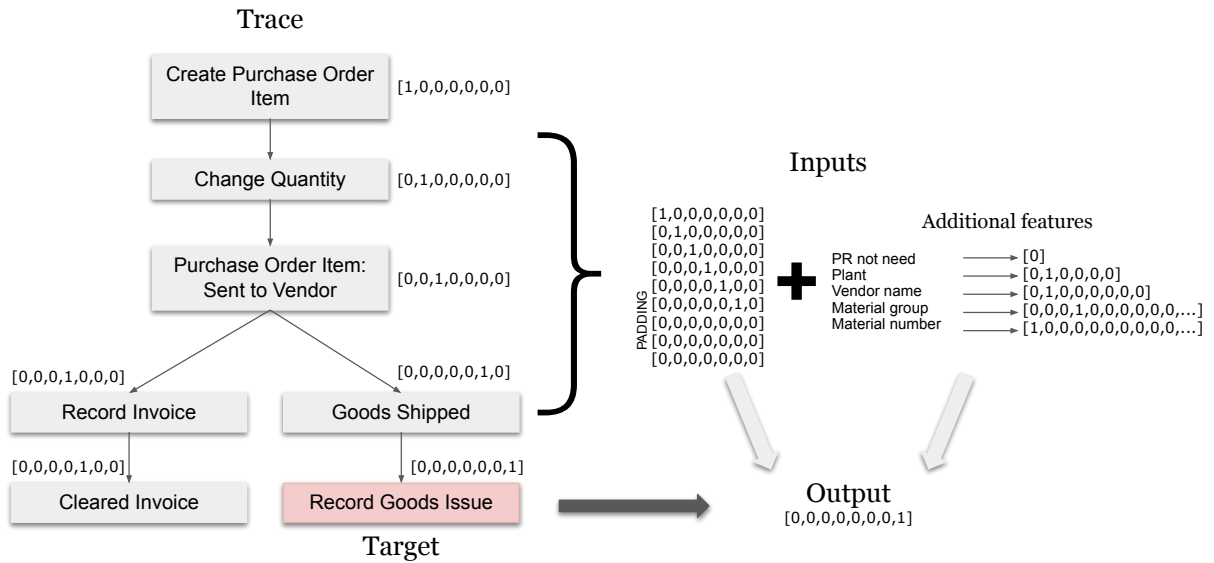 Trace
Create Purchase Order
Item
[1,0,0,0,0,0,0]
Change Quantity
[0,1,0,0,0,0,0]
Purchase Order Item:
Sent to Vendor
[0,0,1,0,0,0,0]
[0,0,0,1,0,0,0]
[0,0,0,0,0,1,0]
Record Invoice
Goods Shipped
[0,0,0,0,1,0,0]
[0,0,0,0,0,0,1]
Cleared Invoice
Record Goods Issue
Target
Inputs
[1,0,0,0,0,0,0]
[0,1,0,0,0,0,0]
[0,0,1,0,0,0,0]
[0,0,0,1,0,0,0]
[0,0,0,0,1,0,0]
[0,0,0,0,0,1,0]
[0,0,0,0,0,0,0]
[0,0,0,0,0,0,0]
[0,0,0,0,0,0,0]
PADDING
+
Additional features
PR not need [0]
Plant [0,1,0,0,0,0]
Vendor name [0,1,0,0,0,0,0,0]
Material group [0,0,0,1,0,0,0,0,0,0,...]
Material number [1,0,0,0,0,0,0,0,0,0,...]
Output
[0,0,0,0,0,0,0,1]